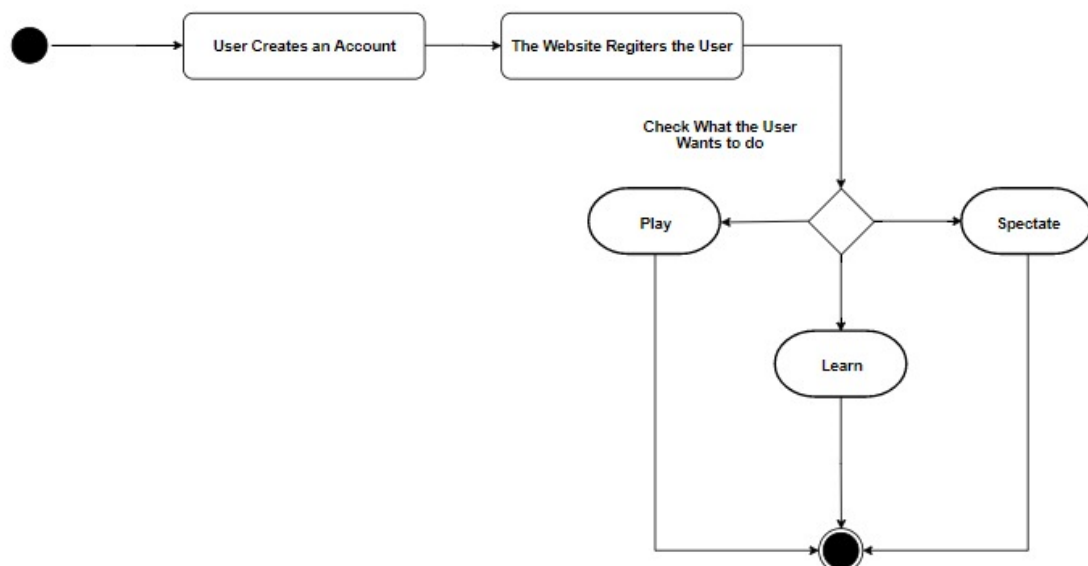 User Creates an Account
The Website Regiters the User
Check What the User
Wants to do
Play
Spectate
Learn